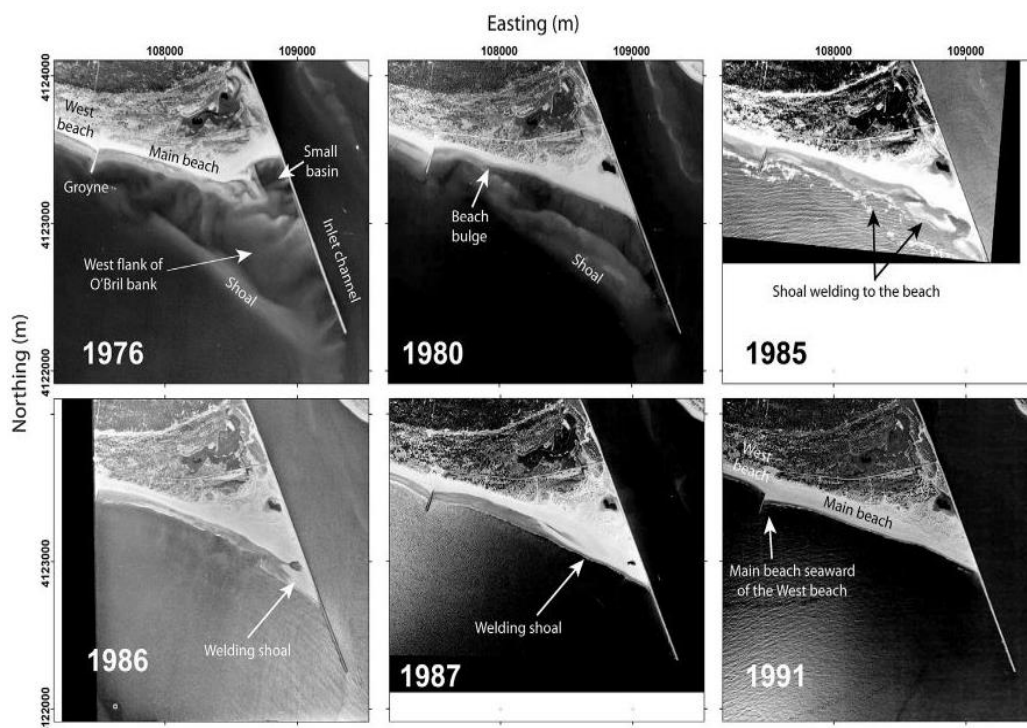 Easting (m)
108000 109000 108000 109000 108000 109000
Northing (m)
4124000
4123000
4122000
West
beach
Main beach
Groyne
Small
basin
Inlet channel
West flank of
O'Bril bank
Shoal
1976
Beach
bulge
Shoal
1980
Shoal welding to the beach
1985
4123000
4122000
Welding shoal
1986
Welding shoal
1987
West
beach
Main beach
Main beach seaward
of the West beach
1991